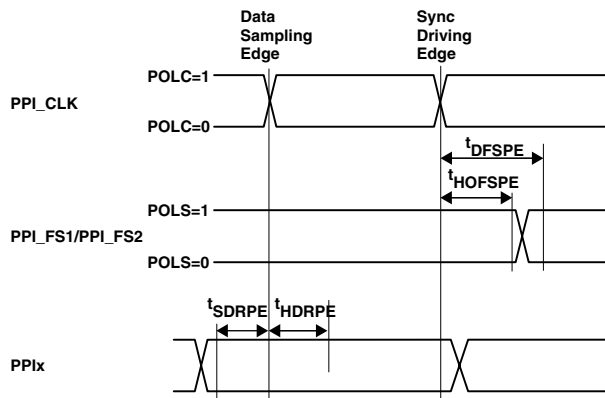 Data
Sampling
Edge
Sync
Driving
Edge
POLC=1
PPI_CLK
POLC=0
tDFSPE
tHOFSPE
POLS=1
PPI_FS1/PPI_FS2
POLS=0
tSDRPE
tHDRPE
PPIx